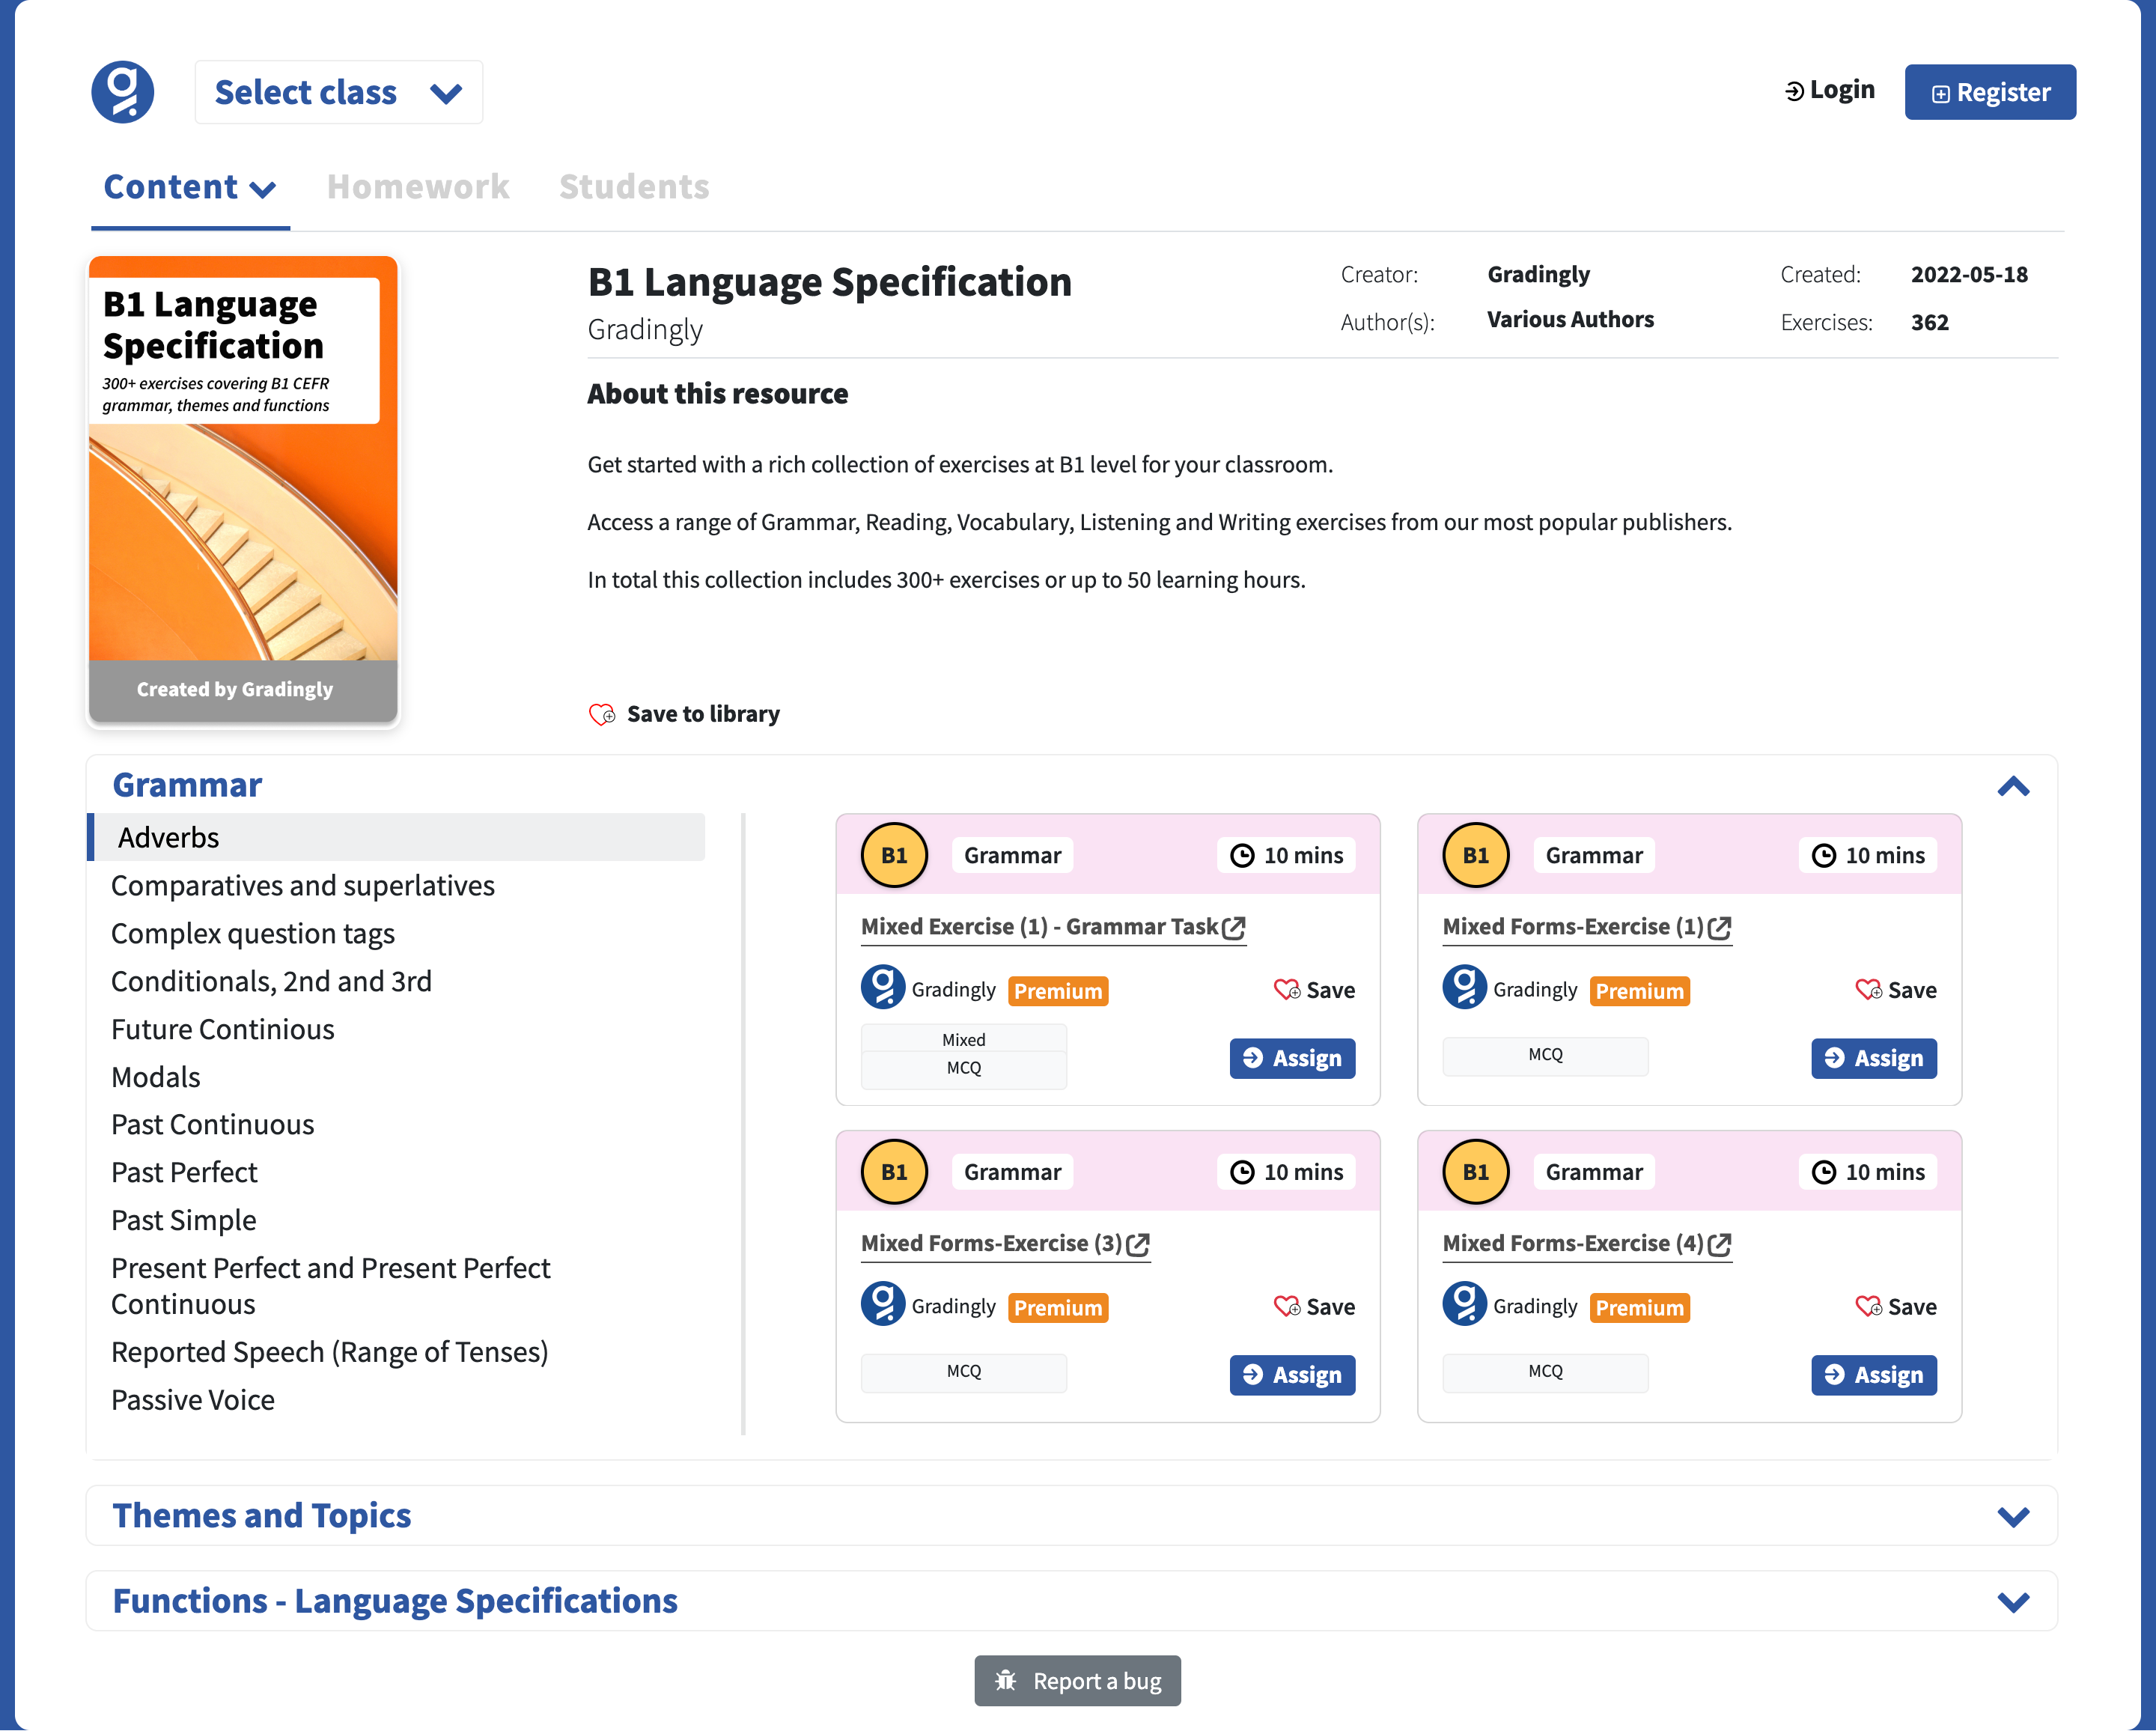 Select class
Login
Register
Content
Homework
Students
B1 Language
Specification
300+ exercises covering B1 CEFR
grammar, themes and functions
Created by Gradingly
B1 Language Specification
Gradingly
Creator: Gradingly
Created: 2022-05-18
Author(s): Various Authors
Exercises: 362
About this resource
Get started with a rich collection of exercises at B1 level for your classroom.
Access a range of Grammar, Reading, Vocabulary, Listening and Writing exercises from our most popular publishers.
In total this collection includes 300+ exercises or up to 50 learning hours.
Save to library
Grammar
Adverbs
Comparatives and superlatives
Complex question tags
Conditionals, 2nd and 3rd
Future Continious
Modals
Past Continuous
Past Perfect
Past Simple
Present Perfect and Present Perfect
Continuous
Reported Speech (Range of Tenses)
Passive Voice
B1 Grammar 10 mins
Mixed Exercise (1) - Grammar Task
Gradingly Premium Save
Mixed
MCQ
Assign
B1 Grammar 10 mins
Mixed Forms-Exercise (1)
Gradingly Premium Save
MCQ
Assign
B1 Grammar 10 mins
Mixed Forms-Exercise (3)
Gradingly Premium Save
MCQ
Assign
B1 Grammar 10 mins
Mixed Forms-Exercise (4)
Gradingly Premium Save
MCQ
Assign
Themes and Topics
Functions - Language Specifications
Report a bug